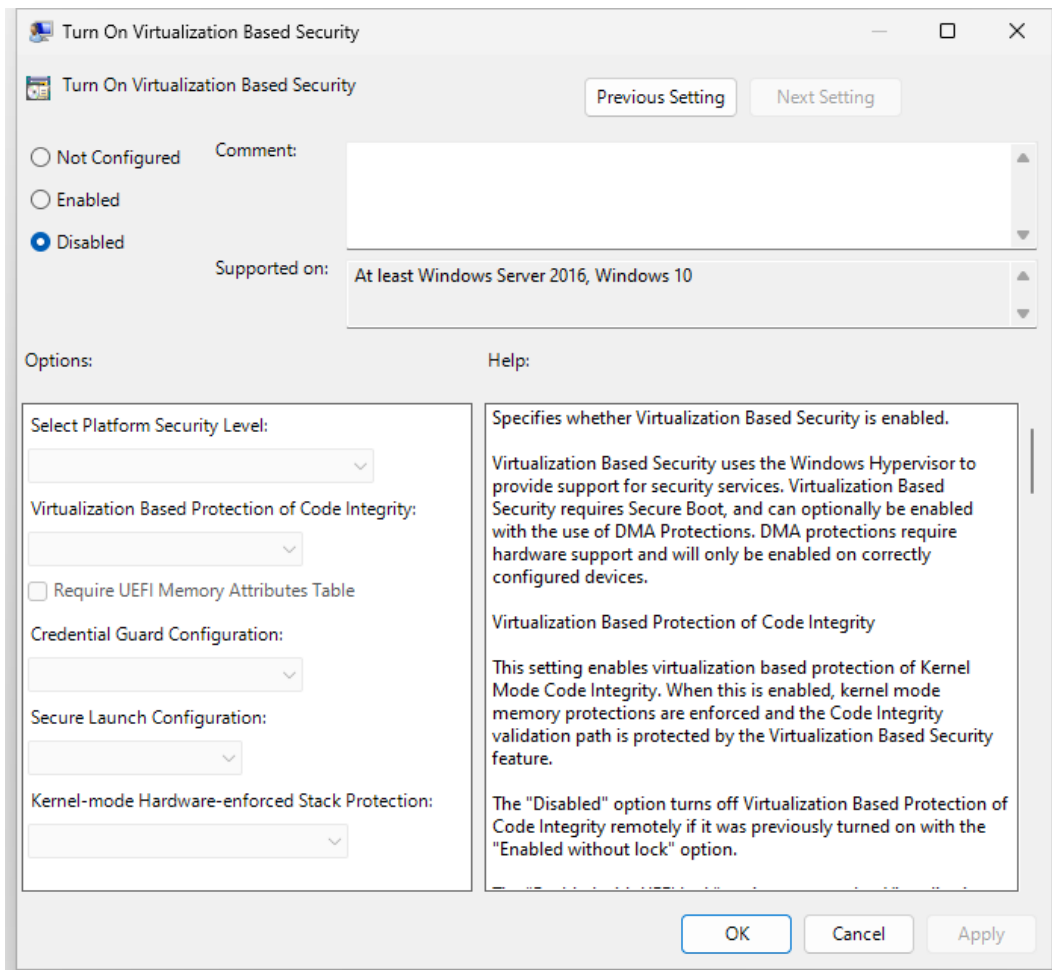 Turn On Virtualization Based Security
Turn On Virtualization Based Security
Previous Setting
Next Setting
Not Configured
Comment:
Enabled
Disabled
Supported on:
At least Windows Server 2016, Windows 10
Options:
Help:
Select Platform Security Level:
Virtualization Based Protection of Code Integrity:
Require UEFI Memory Attributes Table
Credential Guard Configuration:
Secure Launch Configuration:
Kernel-mode Hardware-enforced Stack Protection:
Specifies whether Virtualization Based Security is enabled.
Virtualization Based Security uses the Windows Hypervisor to
provide support for security services. Virtualization Based
Security requires Secure Boot, and can optionally be enabled
with the use of DMA Protections. DMA protections require
hardware support and will only be enabled on correctly
configured devices.
Virtualization Based Protection of Code Integrity
This setting enables virtualization based protection of Kernel
Mode Code Integrity. When this is enabled, kernel mode
memory protections are enforced and the Code Integrity
validation path is protected by the Virtualization Based Security
feature.
The "Disabled" option turns off Virtualization Based Protection of
Code Integrity remotely if it was previously turned on with the
"Enabled without lock" option.
OK
Cancel
Apply